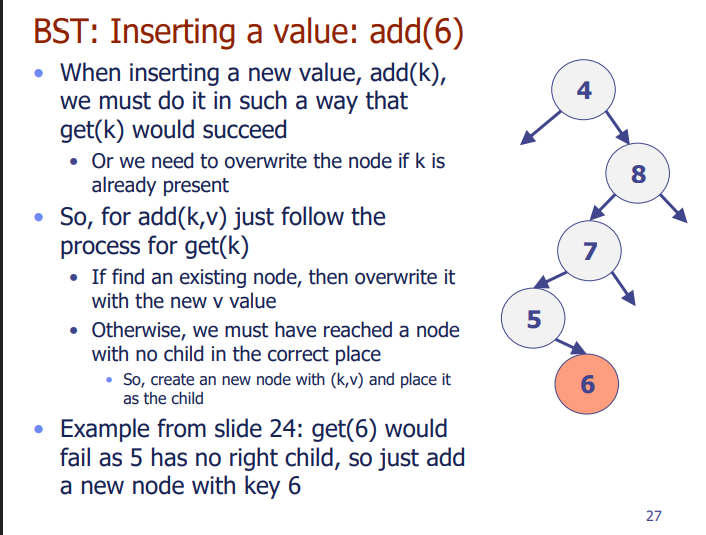 BST: Inserting a value: add(6)
When inserting a new value, add(k),
we must do it in such a way that
get(k) would succeed
Or we need to overwrite the node if k is
already present
So, for add(k,v) just follow the
process for get(k)
If find an existing node, then overwrite it
with the new v value
Otherwise, we must have reached a node
with no child in the correct place
So, create an new node with (k,v) and place it
as the child
Example from slide 24: get(6) would
fail as 5 has no right child, so just add
a new node with key 6
4
8
7
5
6
27